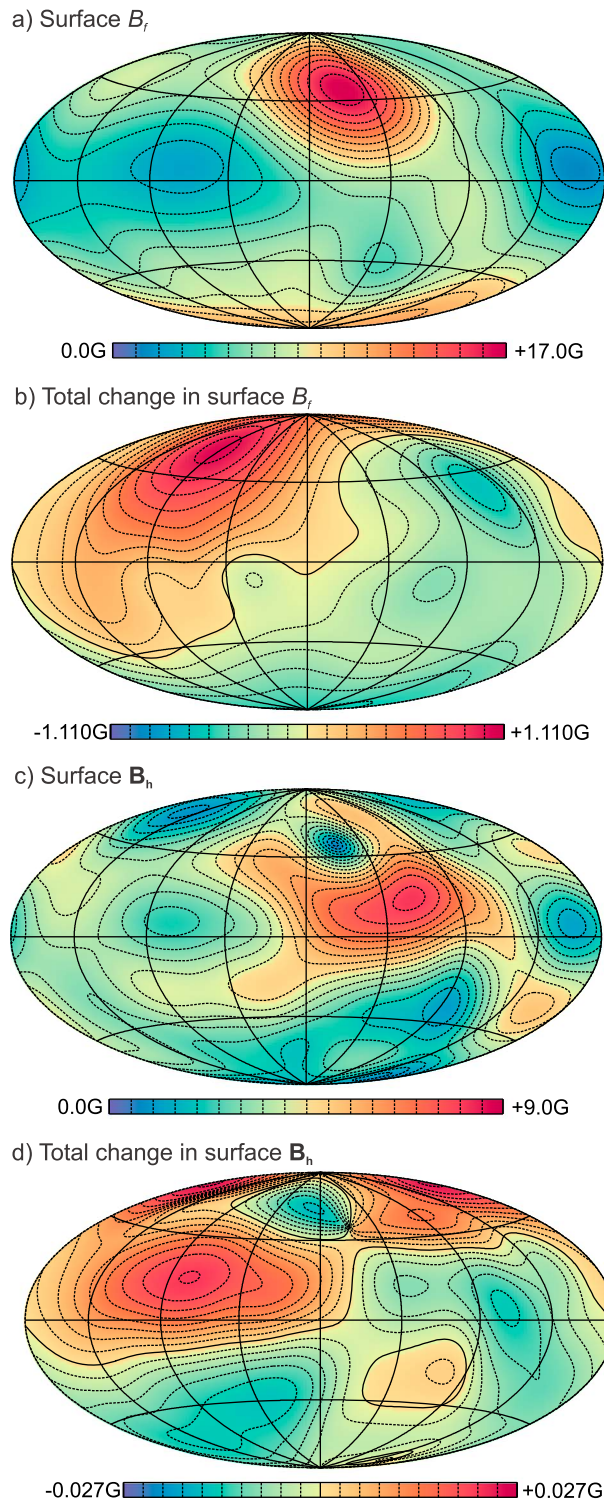 a) Surface Bf
0.0G +17.0G
b) Total change in surface Bf
-1.110G +1.110G
c) Surface Bh
0.0G +9.0G
d) Total change in surface Bh
-0.027G +0.027G